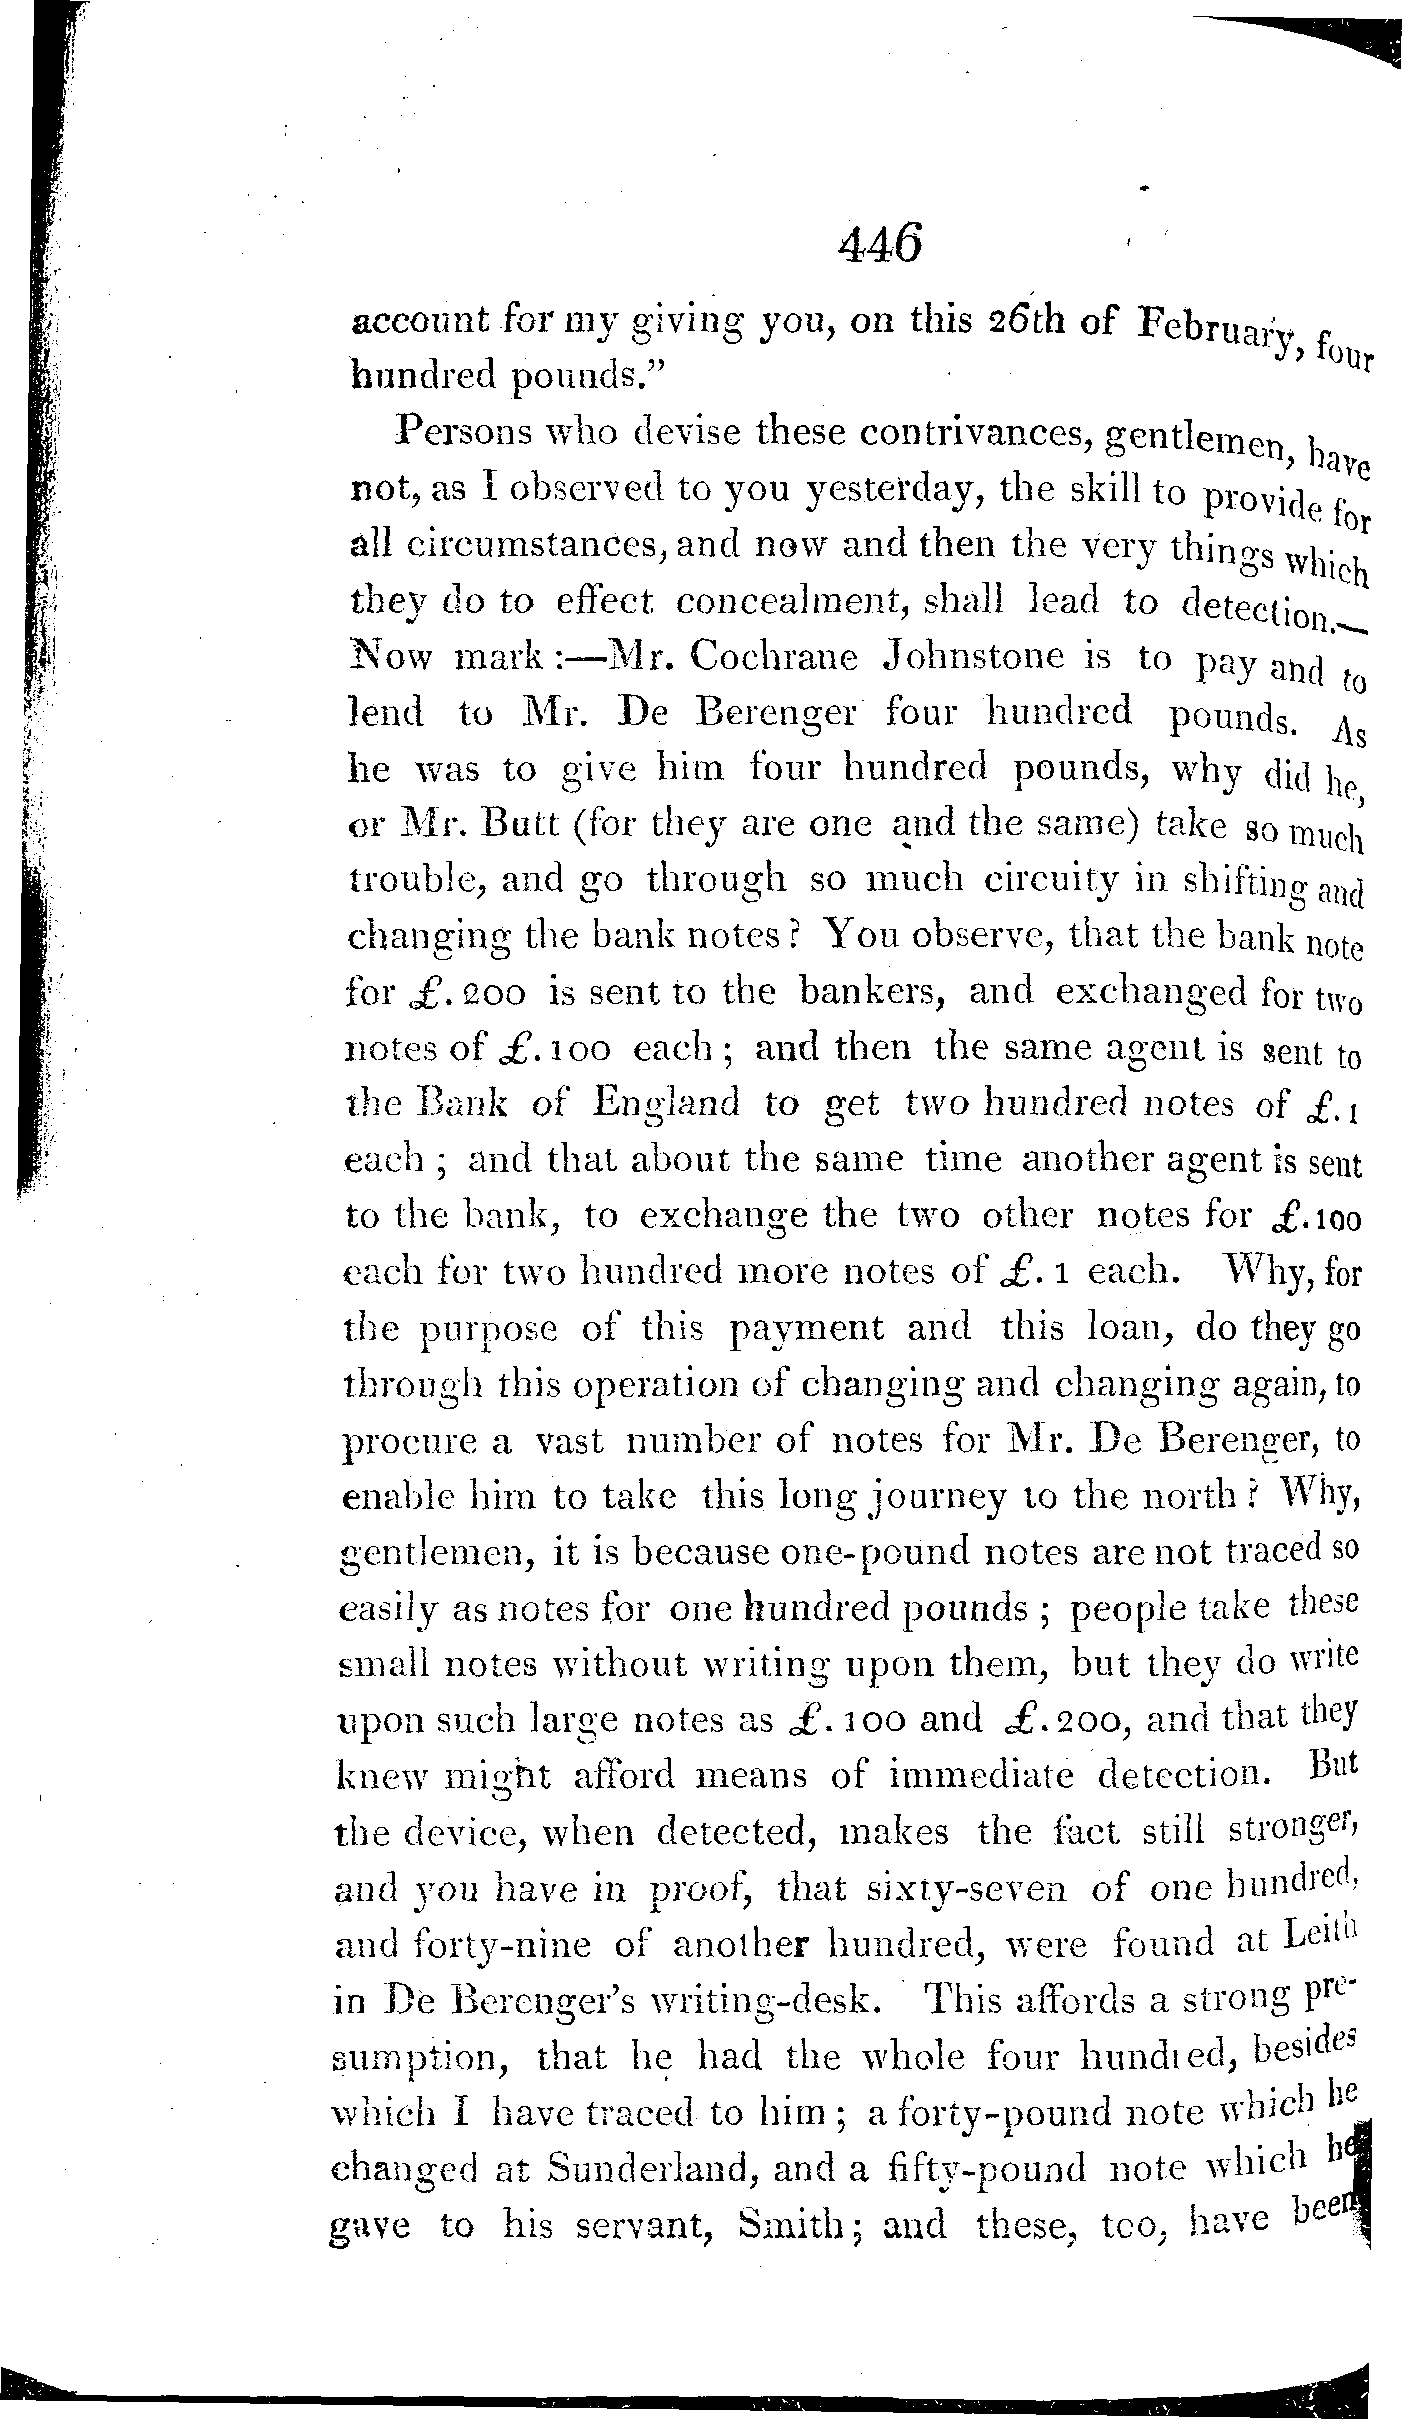 446
account for my giving you, on this 26th of February, four
hundred pounds."
Persons who devise these contrivances, gentlemen, have
not, as I observed to you yesterday, the skill to provide for
all circumstances, and now and then the very things which
they do to effect concealment, shall lead to detection.—
Now mark:—Mr. Cochrane Johnstone is to pay and to
lend to Mr. De Berenger four hundred pounds. As
he was to give him four hundred pounds, why did he,
or Mr. Butt (for they are one and the same) take so much
trouble, and go through so much circuity in shifting and
changing the bank notes? You observe, that the bank note
for £.200 is sent to the bankers, and exchanged for two
notes of £.100 each; and then the same agent is sent to
the Bank of England to get two hundred notes of £.1
each; and that about the same time another agent is sent
to the bank, to exchange the two other notes for £.100
each for two hundred more notes of £.1 each. Why, for
the purpose of this payment and this loan, do they go
through this operation of changing and changing again, to
procure a vast number of notes for Mr. De Berenger, to
enable him to take this long journey to the north? Why,
gentlemen, it is because one-pound notes are not traced so
easily as notes for one hundred pounds; people take these
small notes without writing upon them, but they do write
upon such large notes as £.100 and £.200, and that they
knew might afford means of immediate detection. But
the device, when detected, makes the fact still stronger,
and you have in proof, that sixty-seven of one hundred,
and forty-nine of another hundred, were found at Leith
in De Berenger's writing-desk. This affords a strong pre-
sumption, that he had the whole four hundred, besides
which I have traced to him; a forty-pound note which he
changed at Sunderland, and a fifty-pound note which he
gave to his servant, Smith; and these, too, have been